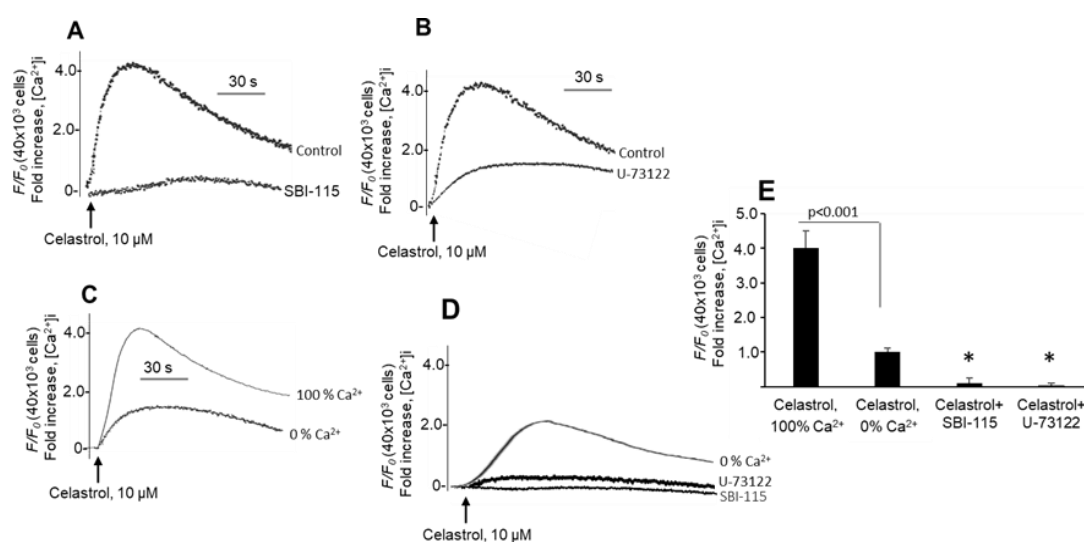 A
F/F₀ (40x10³ cells)
Fold increase, [Ca²⁺]i
4.0
2.0
0
30 s
Control
SBI-115
Celastrol, 10 µM
B
F/F₀ (40x10³ cells)
Fold increase, [Ca²⁺]i
4.0
2.0
0
30 s
Control
U-73122
Celastrol, 10 µM
C
F/F₀ (40x10³ cells)
Fold increase, [Ca²⁺]i
4.0
2.0
0
30 s
100 % Ca²⁺
0 % Ca²⁺
Celastrol, 10 µM
D
F/F₀ (40x10³ cells)
Fold increase, [Ca²⁺]i
4.0
2.0
0
0 % Ca²⁺
U-73122
SBI-115
Celastrol, 10 µM
E
p<0.001
F/F₀ (40x10³ cells)
Fold increase, [Ca²⁺]i
5.0
4.0
3.0
2.0
1.0
* *
Celastrol, Celastrol, Celastrol+ Celastrol+
100% Ca²⁺ 0% Ca²⁺ SBI-115 U-73122